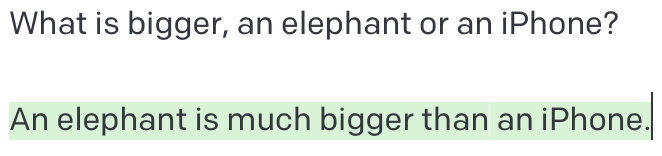 What is bigger, an elephant or an iPhone?
An elephant is much bigger than an iPhone.